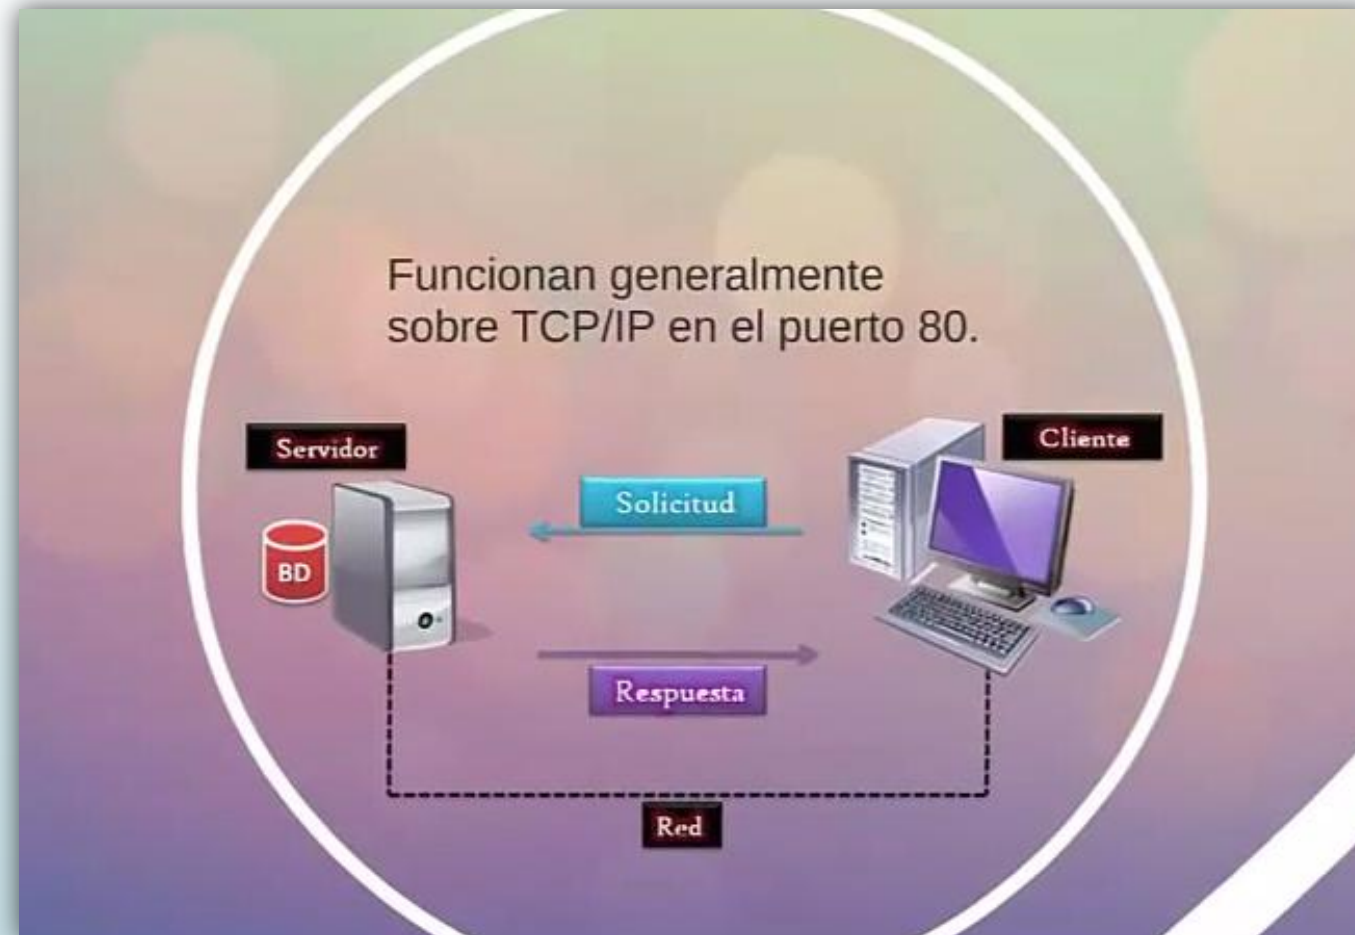 Funcionan generalmente
sobre TCP/IP en el puerto 80.
Servidor
Cliente
Solicitud
BD
Respuesta
Red